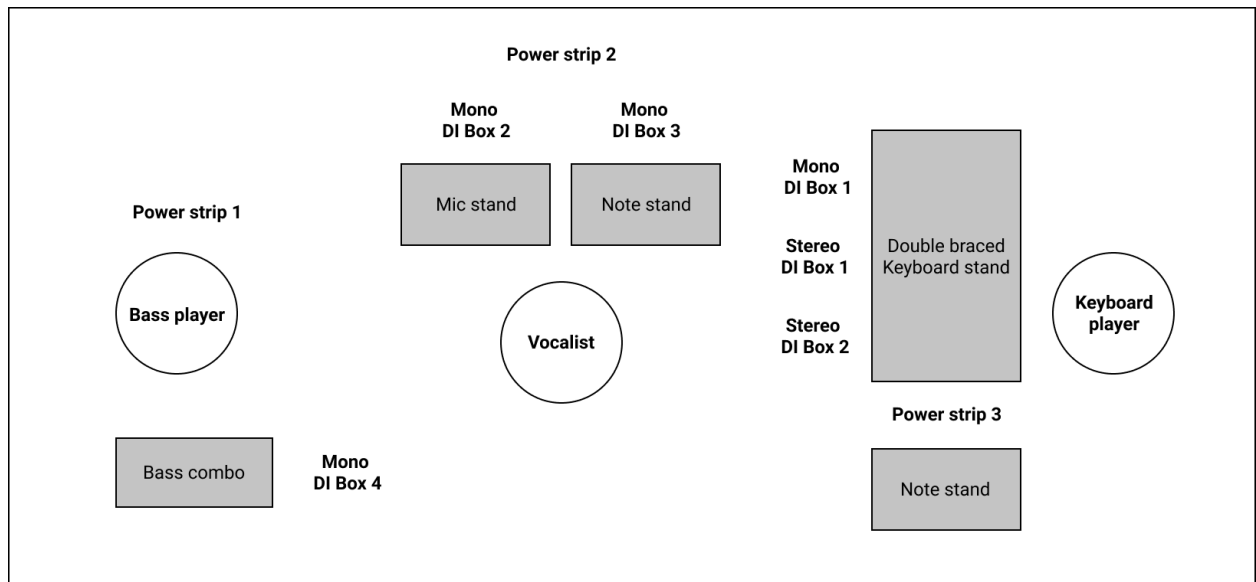 Power strip 2
Mono
DI Box 2
Mono
DI Box 3
Mic stand
Note stand
Power strip 1
Bass player
Vocalist
Mono
DI Box 1
Stereo
DI Box 1
Stereo
DI Box 2
Double braced
Keyboard stand
Keyboard
player
Power strip 3
Bass combo
Mono
DI Box 4
Note stand